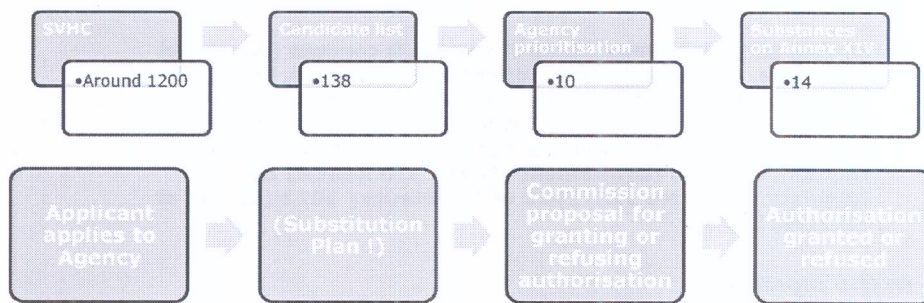 SVHC
•Around 1200
Candidate list
•138
Agency
prioritisation
•10
Substances
on Annex XIV
•14
Applicant
applies to
Agency
(Substitution
Plan !)
Commission
proposal for
granting or
refusing
authorisation
Authorisation
granted or
refused